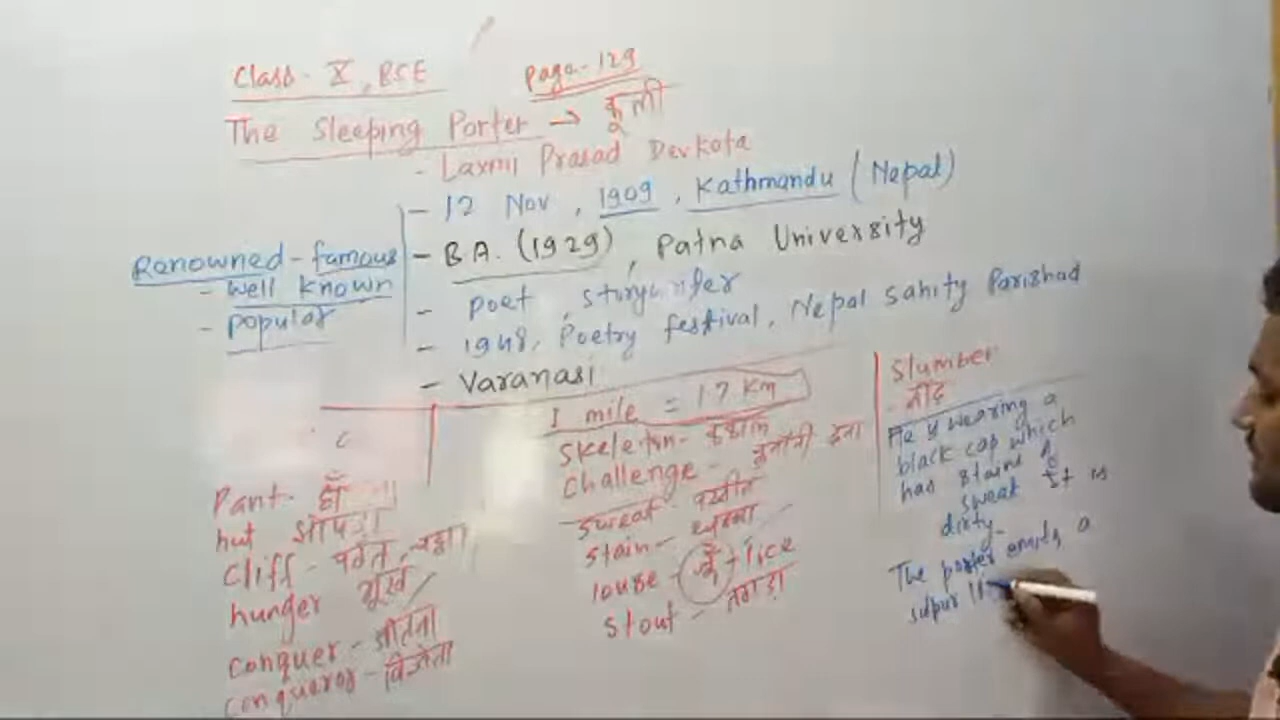 Class - X, BSE
Page-129
The Sleeping Porter → कूली
- Laxmi Prasad Devkota
- 12 Nov, 1909, Kathmandu (Nepal)
Renowned - famous
- well known
- popular
- B.A. (1929), Patna University
- Poet, storywriter
- 1948, Poetry festival, Nepal Sahity Parishad
- Varanasi
1 mile = 1.7 Km
Pant - 
hut झोपड़ा
Cliff - पर्वत,
hunger भूख
Conquer - जीतना
Conqueror - विजेता
Skeleton - कंकाल
Challenge - चुनौती देना
Sweat - पसीना
Stain - धब्बा
louse - जूँ + lice
Stout - तगड़ा
Slumber
- नींद
He is wearing a
black cap which
has stains of
sweat It is
dirty.
The porter emits a
sulpur